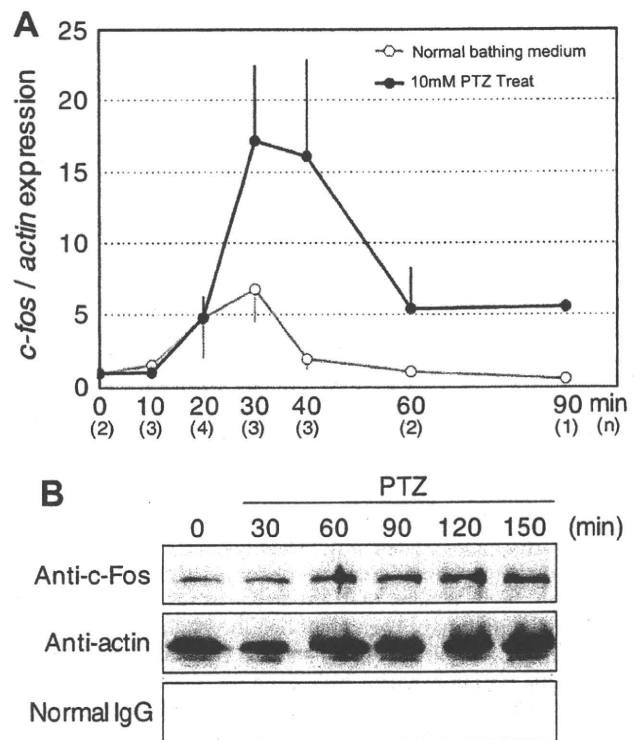 A
25
20
15
10
5
0
c-fos / actin expression
Normal bathing medium
10mM PTZ Treat
0 10 20 30 40 60 90 min
(2) (3) (4) (3) (3) (2) (1) (n)
B
PTZ
0 30 60 90 120 150 (min)
Anti-c-Fos
Anti-actin
Normal IgG